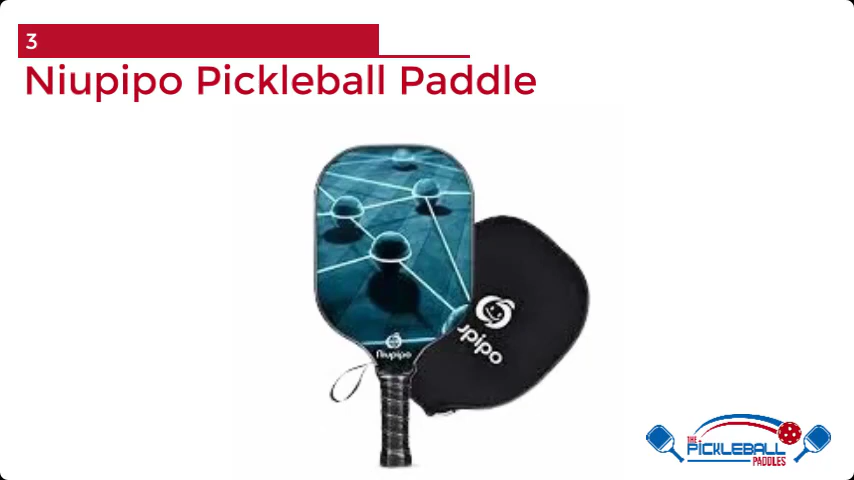 3
Niupipo Pickleball Paddle
Niupipo
upipo
THE
PiCKLEBALL
PADDLES